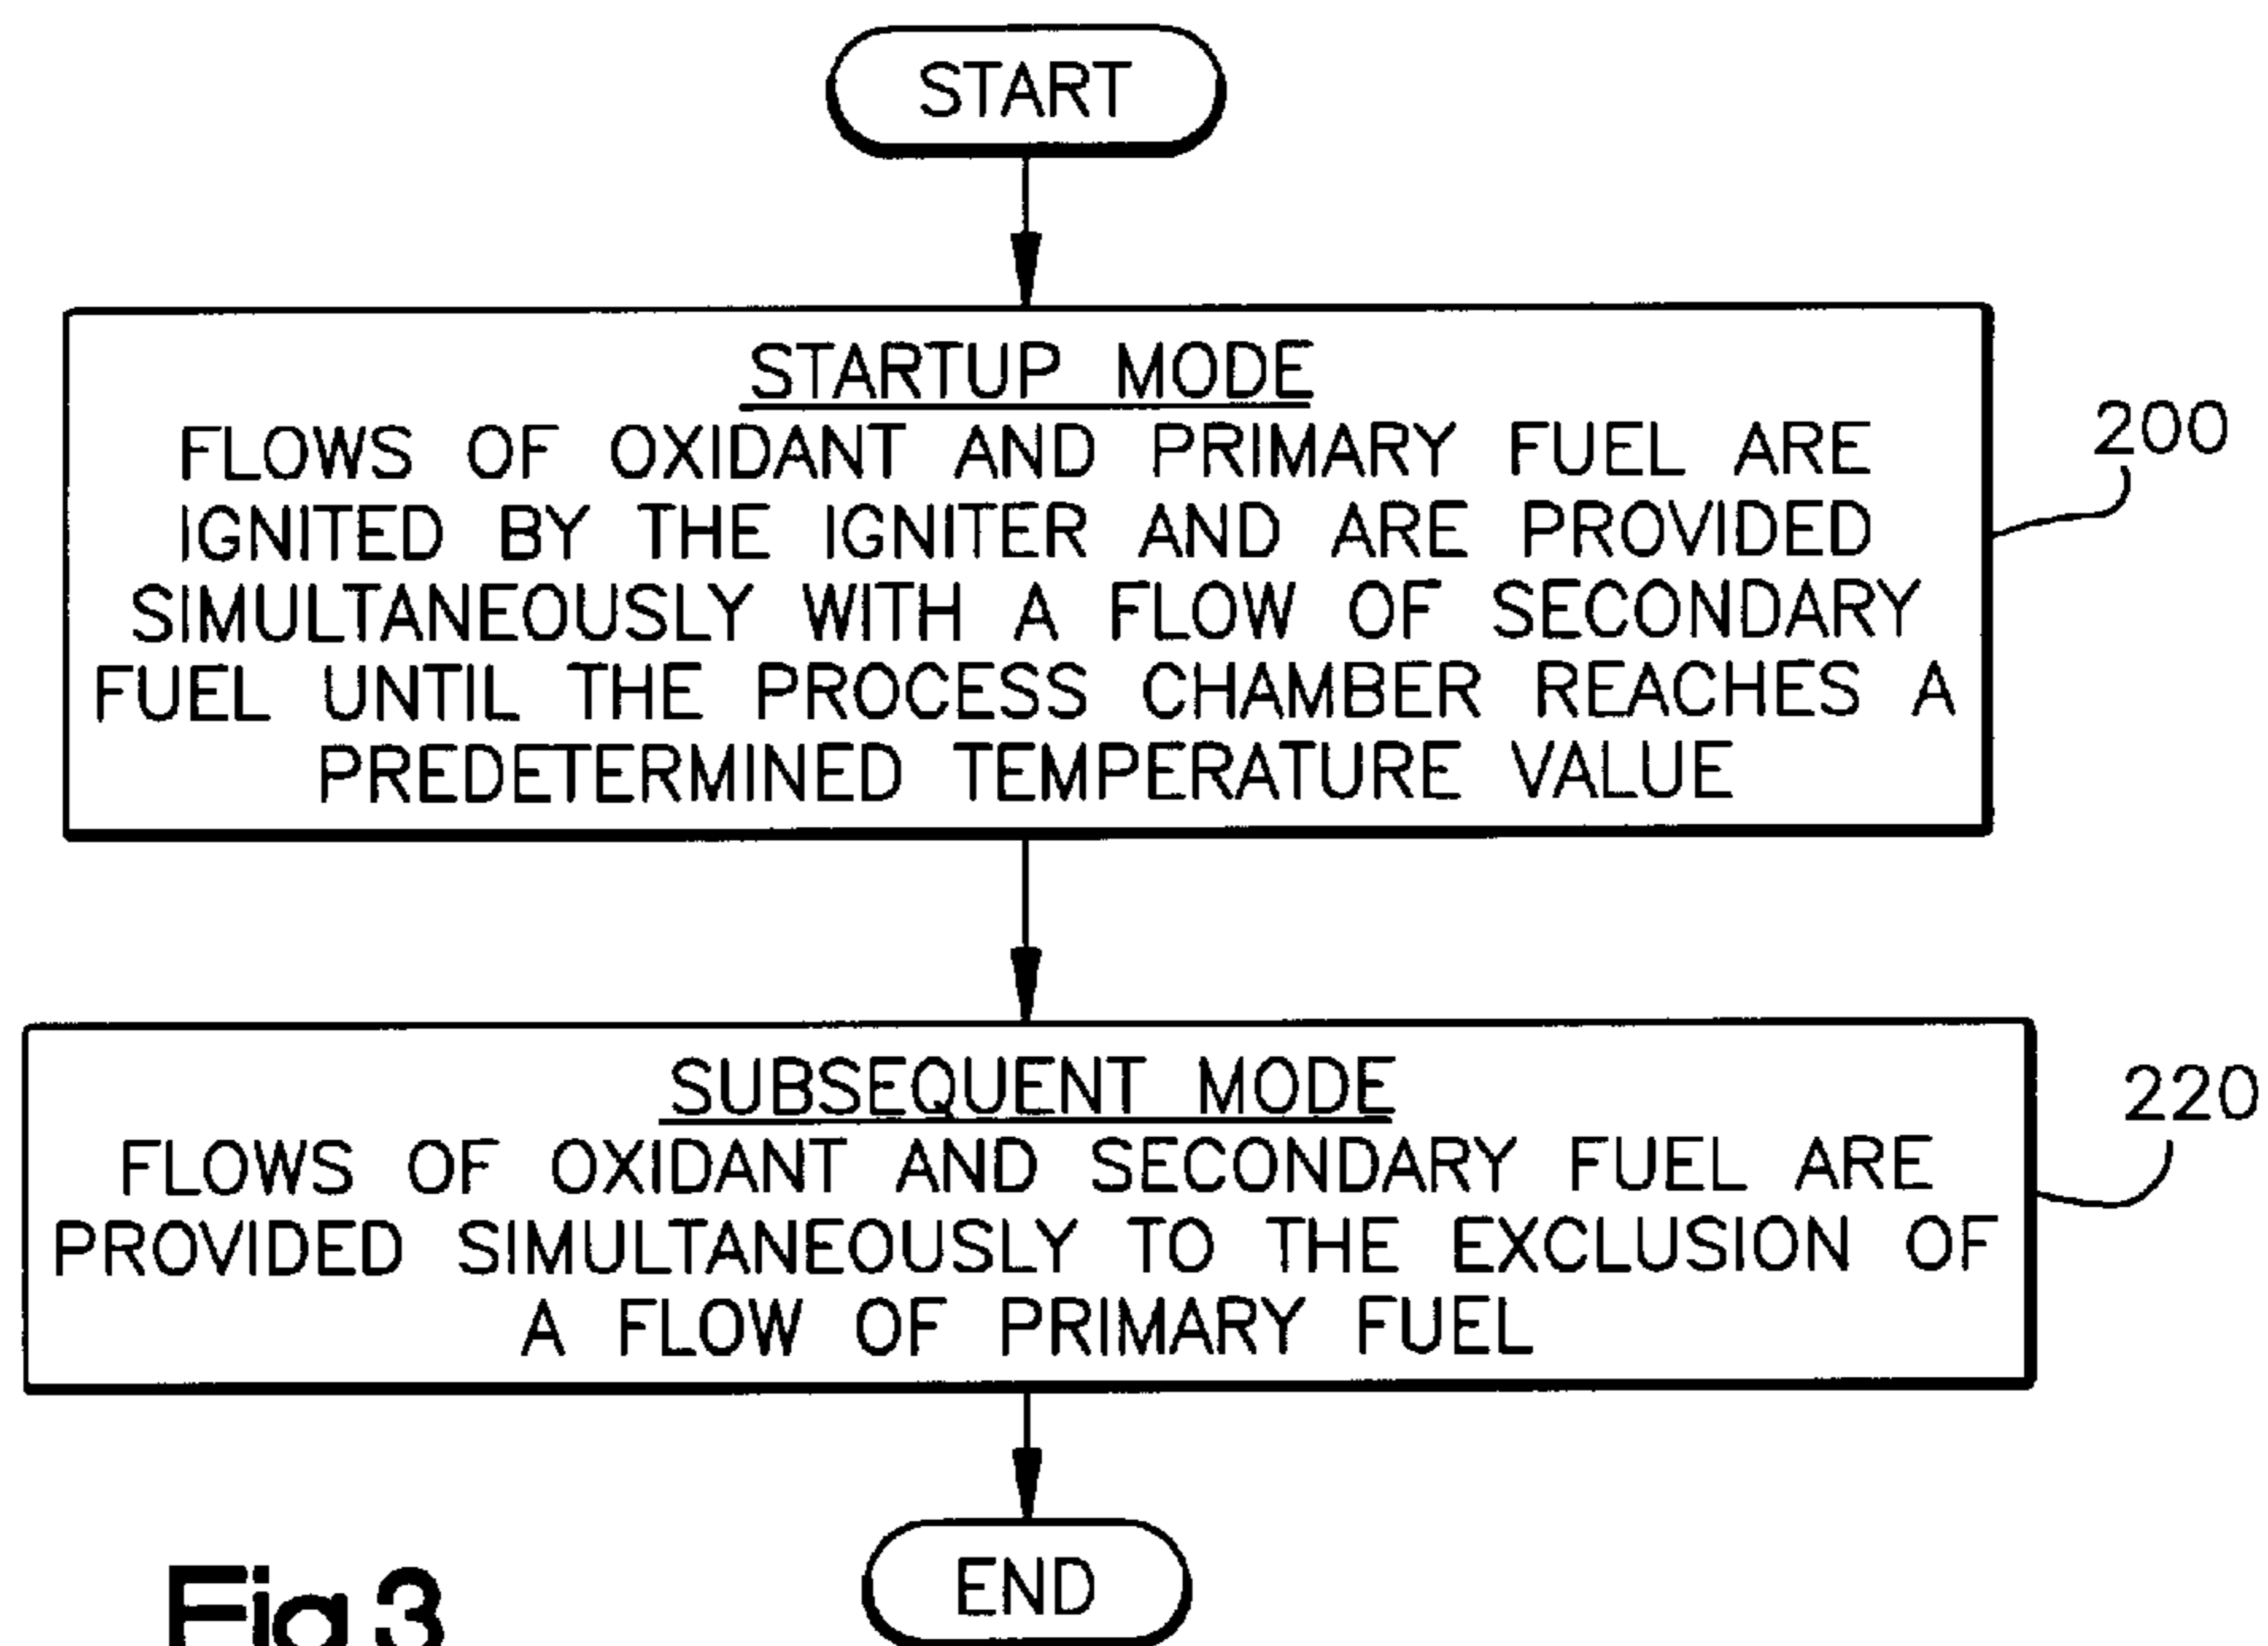 START
STARTUP MODE
FLOWS OF OXIDANT AND PRIMARY FUEL ARE
IGNITED BY THE IGNITER AND ARE PROVIDED
SIMULTANEOUSLY WITH A FLOW OF SECONDARY
FUEL UNTIL THE PROCESS CHAMBER REACHES A
PREDETERMINED TEMPERATURE VALUE
200
SUBSEQUENT MODE
FLOWS OF OXIDANT AND SECONDARY FUEL ARE
PROVIDED SIMULTANEOUSLY TO THE EXCLUSION OF
A FLOW OF PRIMARY FUEL
220
END
Fig 3